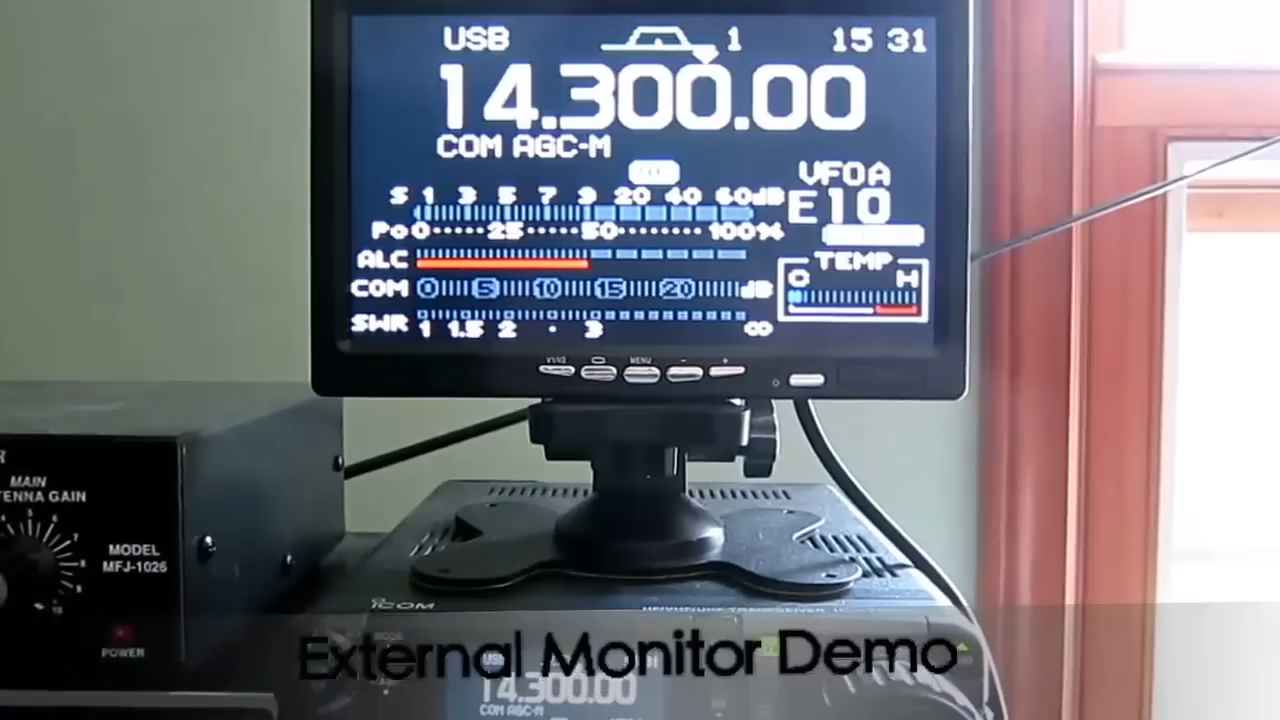 USB 1 15 31
14.300.00
COM AGC-M
VFOA
S 1 3 5 7 9 20 40 60dB
E10
Po 0 25 50 100%
ALC
TEMP
C H
COM 0 5 10 15 20 dB
SWR 1 1.5 2 3 ∞
V1/V2 MENU - +
MAIN
TENNA GAIN
MODEL
MFJ-1026
POWER
ICOM
External Monitor Demo
14.300.00
COM AGC-M